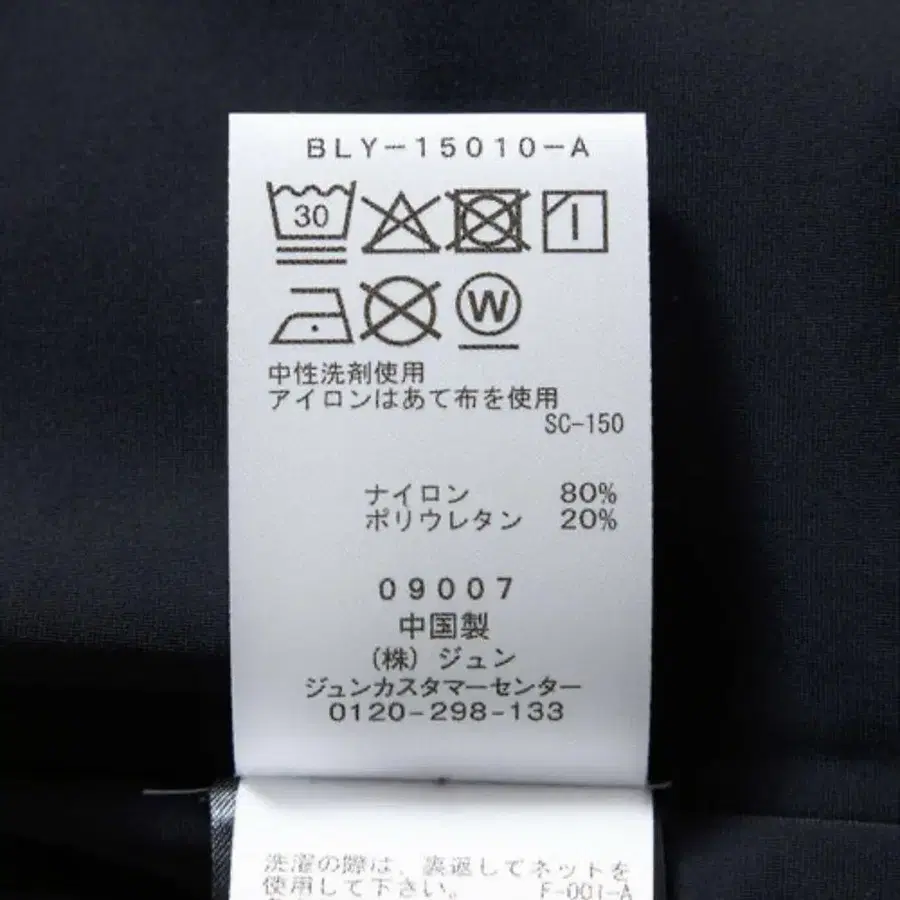 BLY-15010-A
30
W
中性洗剤使用
アイロンはあて布を使用
SC-150
ナイロン 80%
ポリウレタン 20%
09007
中国製
(株) ジュン
ジュンカスタマーセンター
0120-298-133
洗濯の際は、裏返してネットを
使用して下さい。 F-001-A